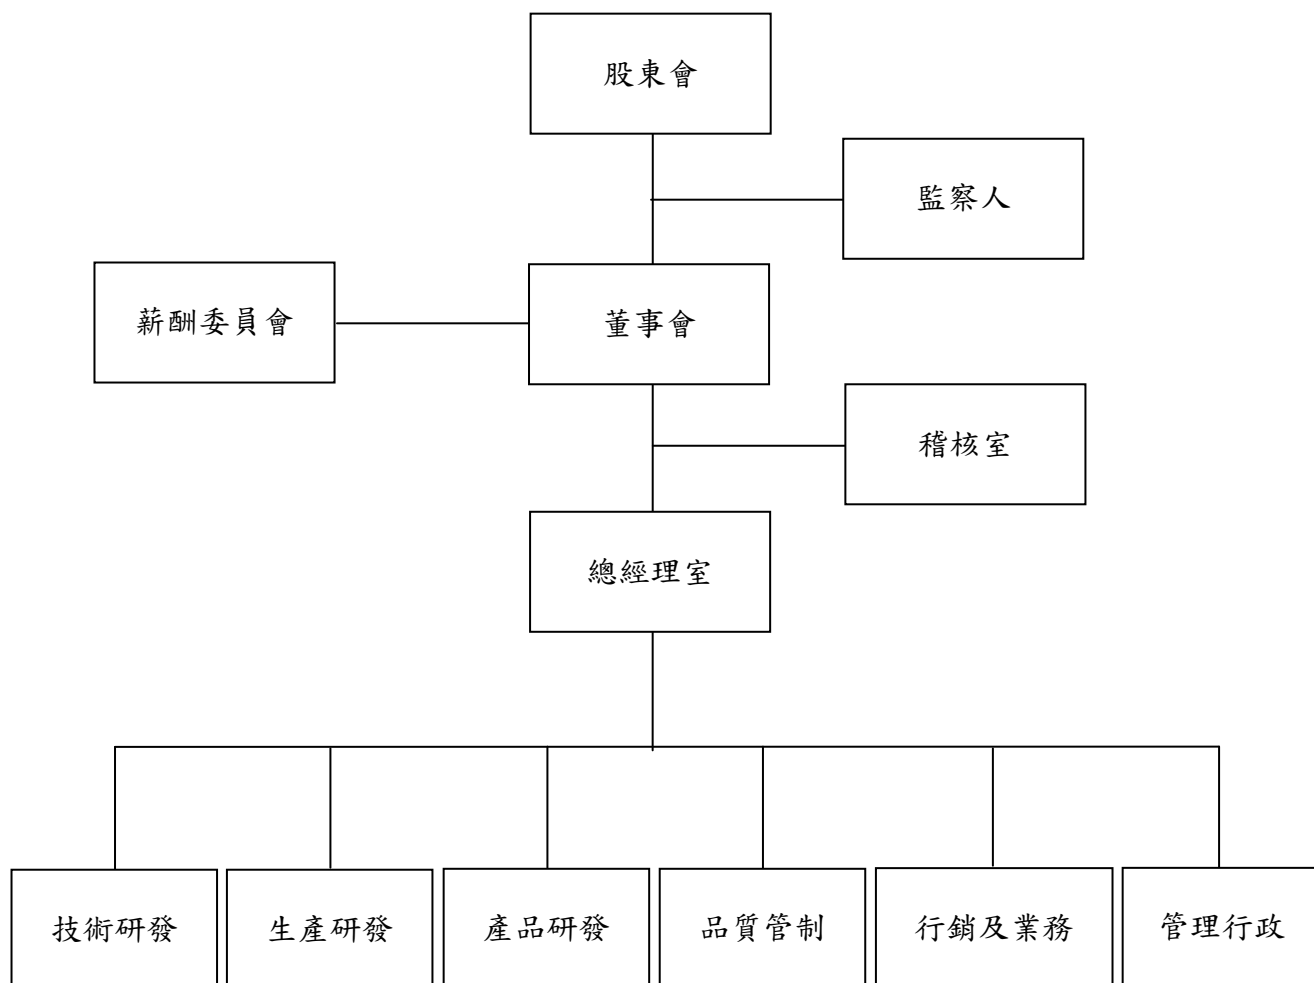 股東會
監察人
薪酬委員會
董事會
稽核室
總經理室
技術研發
生產研發
產品研發
品質管制
行銷及業務
管理行政